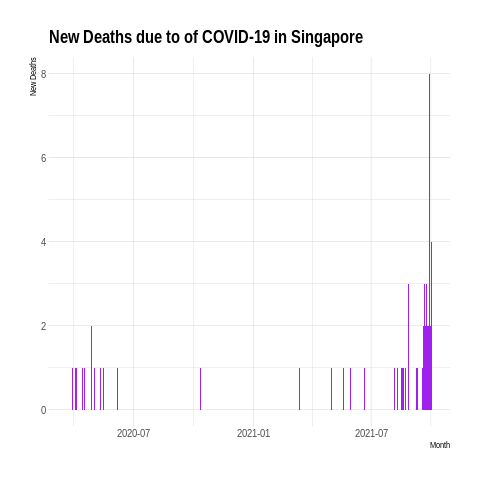 New Deaths due to of COVID-19 in Singapore
New Deaths
8
6
4
2
0
2020-07
2021-01
2021-07
Month